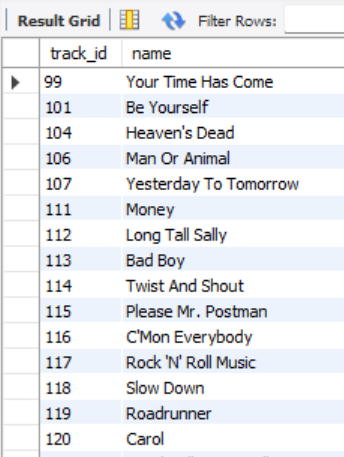 Result Grid Filter Rows:
track_id name
99 Your Time Has Come
101 Be Yourself
104 Heaven's Dead
106 Man Or Animal
107 Yesterday To Tomorrow
111 Money
112 Long Tall Sally
113 Bad Boy
114 Twist And Shout
115 Please Mr. Postman
116 C'Mon Everybody
117 Rock 'N' Roll Music
118 Slow Down
119 Roadrunner
120 Carol